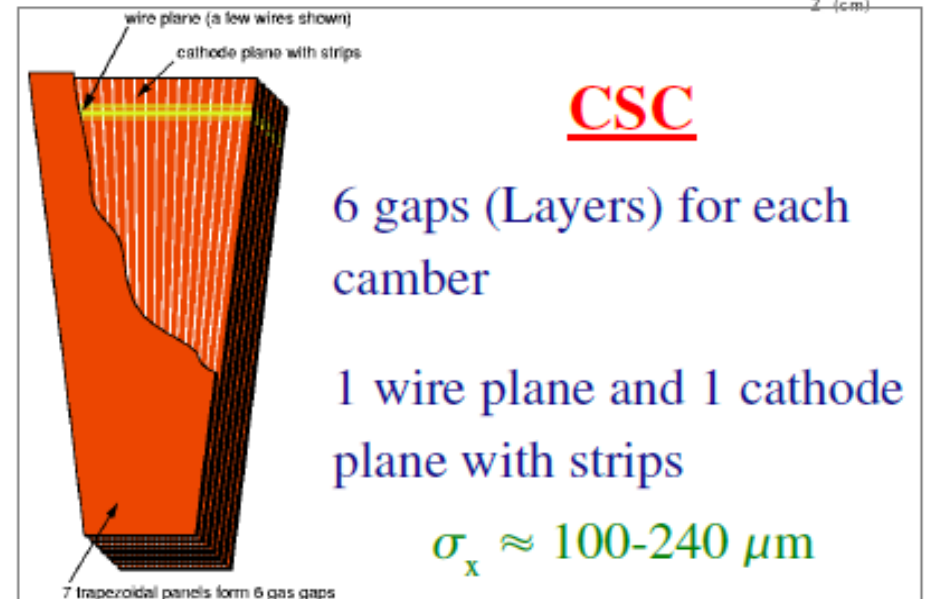 Z (cm)
wire plane (a few wires shown)
cathode plane with strips
CSC
6 gaps (Layers) for each
camber
1 wire plane and 1 cathode
plane with strips
σx ≈ 100-240 μm
7 trapezoidal panels form 6 gas gaps